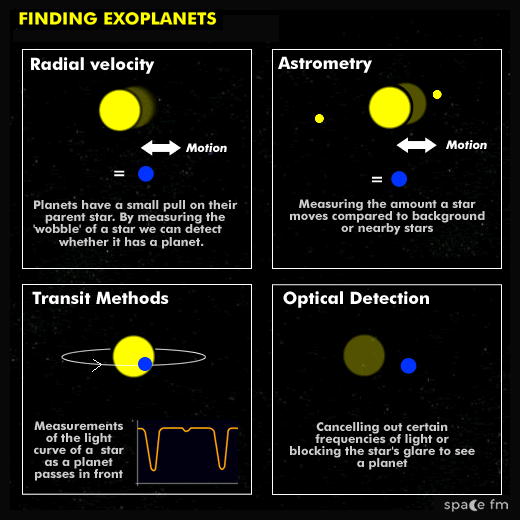 FINDING EXOPLANETS
Radial velocity
Motion
=
Planets have a small pull on their
parent star. By measuring the
'wobble' of a star we can detect
whether it has a planet.
Astrometry
Motion
=
Measuring the amount a star
moves compared to background
or nearby stars
Transit Methods
Measurements
of the light
curve of a star
as a planet
passes in front
Optical Detection
Cancelling out certain
frequencies of light or
blocking the star's glare to see
a planet
space fm